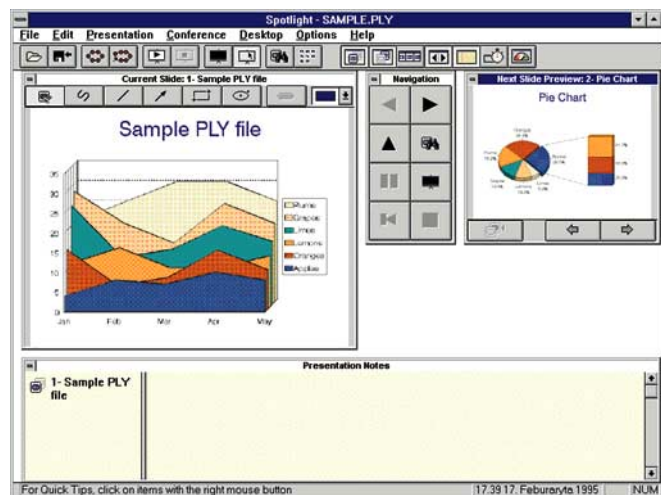 Spotlight - SAMPLE.PLY
File Edit Presentation Conference Desktop Options Help
Current Slide: 1- Sample PLY file
Sample PLY file
35
30
25
20
15
10
5
0
Jan Feb Mar Apr May
Plums
Grapes
Limes
Lemons
Oranges
Apples
Navigation
Next Slide Preview: 2- Pie Chart
Pie Chart
Presentation Notes
1- Sample PLY
file
For Quick Tips, click on items with the right mouse button
17.39 17. Feburaryta 1995
NUM